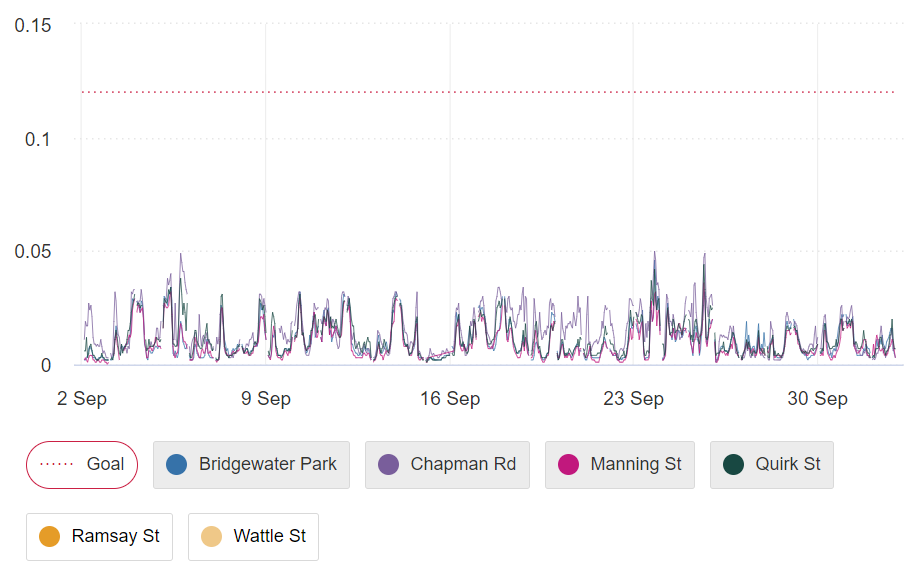 0.15
0.1
0.05
0
2 Sep 9 Sep 16 Sep 23 Sep 30 Sep
Goal Bridgewater Park Chapman Rd Manning St Quirk St
Ramsay St Wattle St